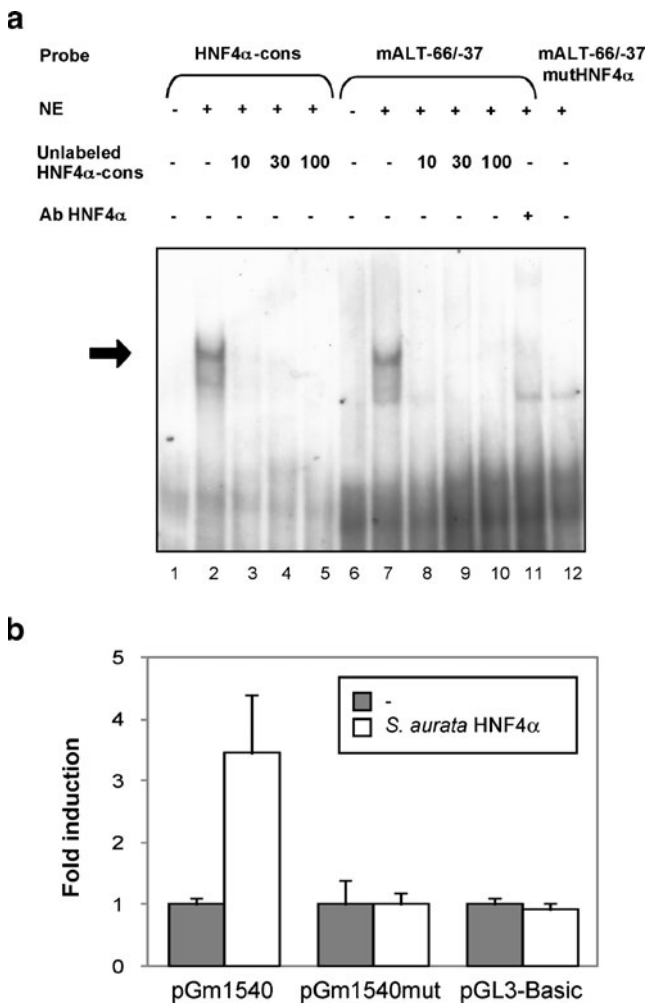 a
Probe HNF4α-cons mALT-66/-37 mALT-66/-37
mutHNF4α
NE - + + + + - + + + + + +
Unlabeled
HNF4α-cons - - 10 30 100 - - 10 30 100 - -
Ab HNF4α - - - - - - - - - - + -
1 2 3 4 5 6 7 8 9 10 11 12
b
5
4
3
2
1
0
Fold induction
-
S. aurata HNF4α
pGm1540 pGm1540mut pGL3-Basic